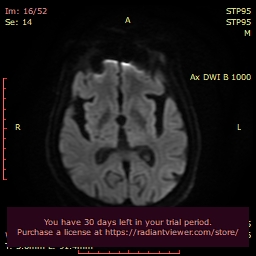 Im: 16/52
Se: 14
STP95
STP95
M
A
Ax DWI B 1000
R
L
You have 30 days left in your trial period.
Purchase a license at https://radiantviewer.com/store/